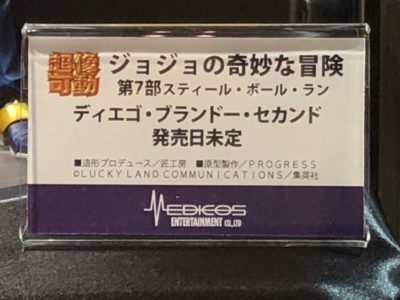 超像可動 ジョジョの奇妙な冒険
第7部スティール・ボール・ラン
ディエゴ・ブランドー・セカンド
発売日未定
■造形プロデュース／匠工房 ■原型製作／PROGRESS
©LUCKY LAND COMMUNICATIONS／集英社
MEDICOS
ENTERTAINMENT CO.,LTD